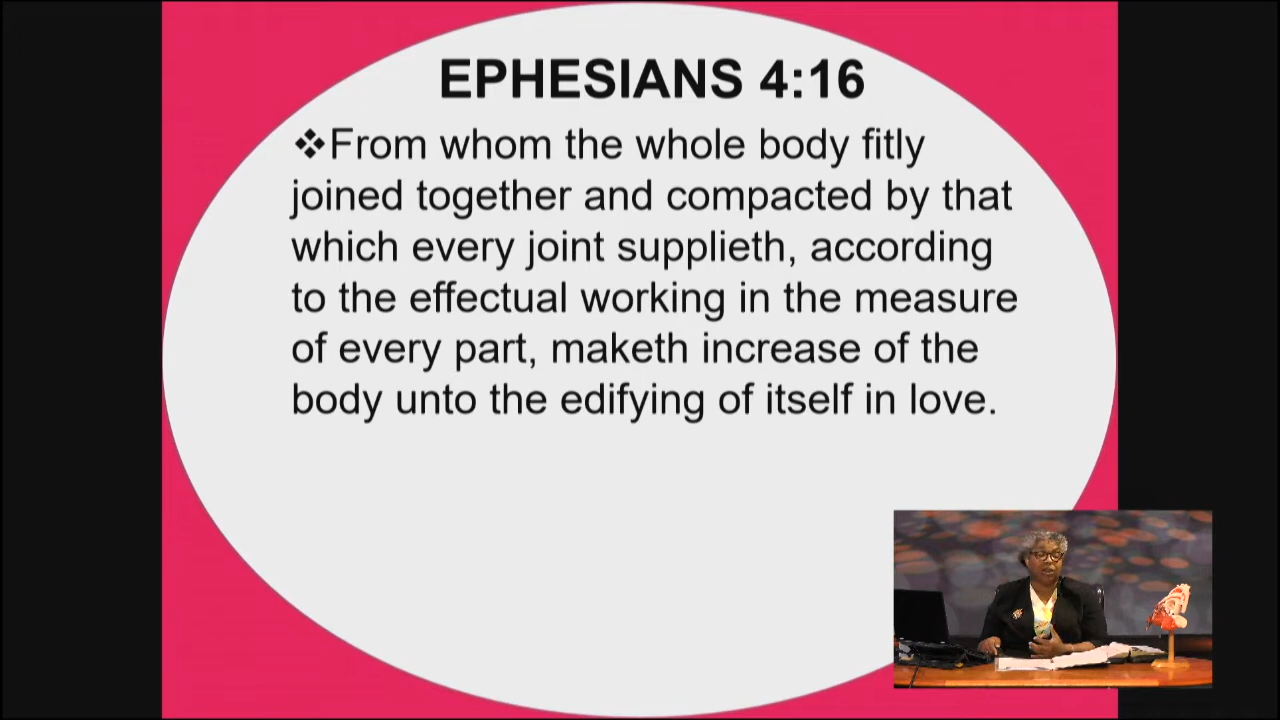 EPHESIANS 4:16
❖From whom the whole body fitly
joined together and compacted by that
which every joint supplieth, according
to the effectual working in the measure
of every part, maketh increase of the
body unto the edifying of itself in love.